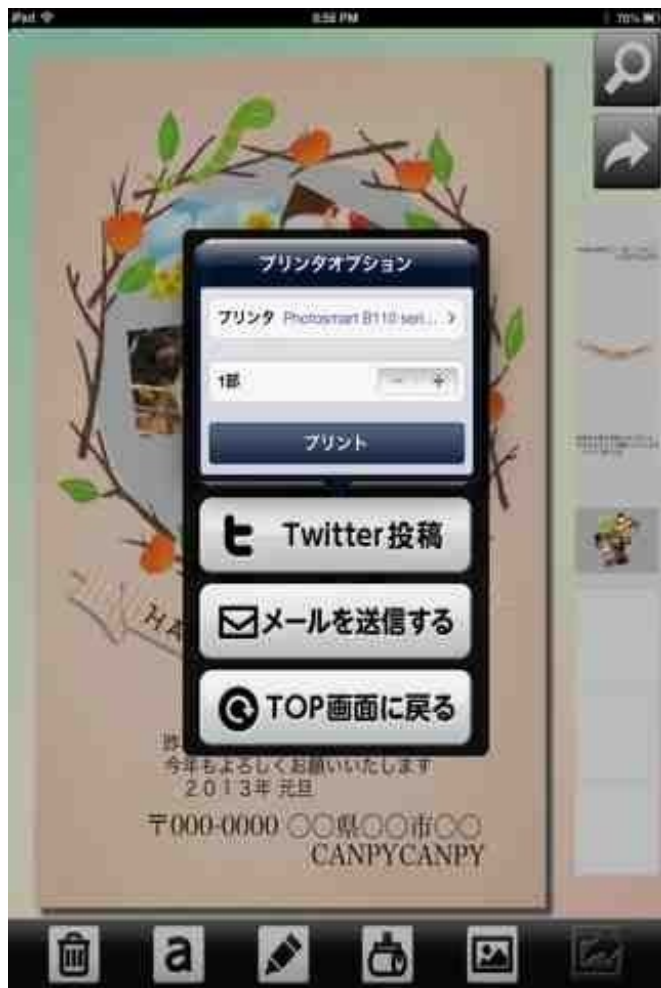 iPad
8:58 PM
70%
プリンタオプション
プリンタ Photosmart B110 seri...
1部
プリント
Twitter投稿
メールを送信する
TOP画面に戻る
HA
昨
今年もよろしくお願いいたします
2013年 元旦
〒000-0000 〇〇県〇〇市〇〇
CANPYCANPY
a